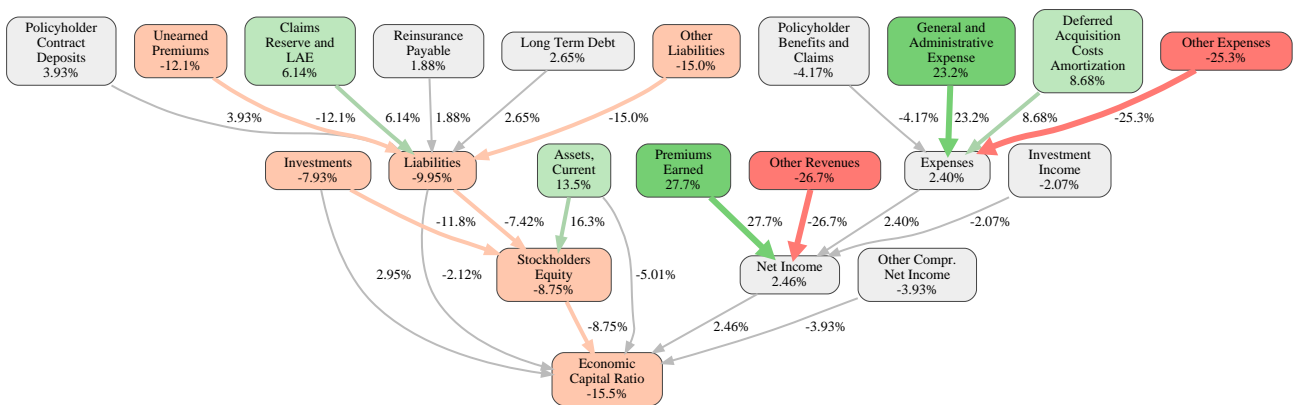 Policyholder
Contract
Deposits
3.93%
Unearned
Premiums
-12.1%
Claims
Reserve and
LAE
6.14%
Reinsurance
Payable
1.88%
Long Term Debt
2.65%
Other
Liabilities
-15.0%
Policyholder
Benefits and
Claims
-4.17%
General and
Administrative
Expense
23.2%
Deferred
Acquisition
Costs
Amortization
8.68%
Other Expenses
-25.3%
3.93%
-12.1%
6.14%
1.88%
2.65%
-15.0%
-4.17%
23.2%
8.68%
-25.3%
Investments
-7.93%
Liabilities
-9.95%
Assets,
Current
13.5%
Premiums
Earned
27.7%
Other Revenues
-26.7%
Expenses
2.40%
Investment
Income
-2.07%
-11.8%
-7.42%
16.3%
27.7%
-26.7%
2.40%
-2.07%
Stockholders
Equity
-8.75%
Net Income
2.46%
Other Compr.
Net Income
-3.93%
2.95%
-2.12%
-5.01%
-8.75%
2.46%
-3.93%
Economic
Capital Ratio
-15.5%